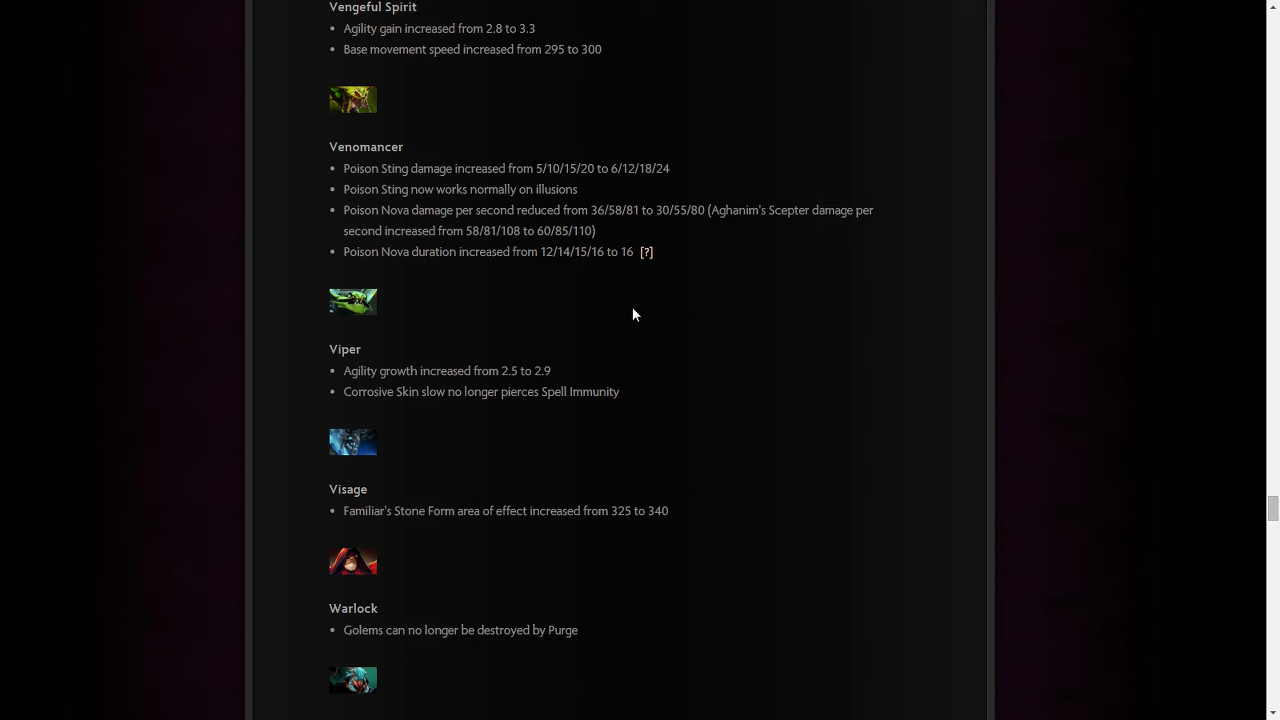 Vengeful Spirit
• Agility gain increased from 2.8 to 3.3
• Base movement speed increased from 295 to 300
Venomancer
• Poison Sting damage increased from 5/10/15/20 to 6/12/18/24
• Poison Sting now works normally on illusions
• Poison Nova damage per second reduced from 36/58/81 to 30/55/80 (Aghanim's Scepter damage per
second increased from 58/81/108 to 60/85/110)
• Poison Nova duration increased from 12/14/15/16 to 16 [?]
Viper
• Agility growth increased from 2.5 to 2.9
• Corrosive Skin slow no longer pierces Spell Immunity
Visage
• Familiar's Stone Form area of effect increased from 325 to 340
Warlock
• Golems can no longer be destroyed by Purge